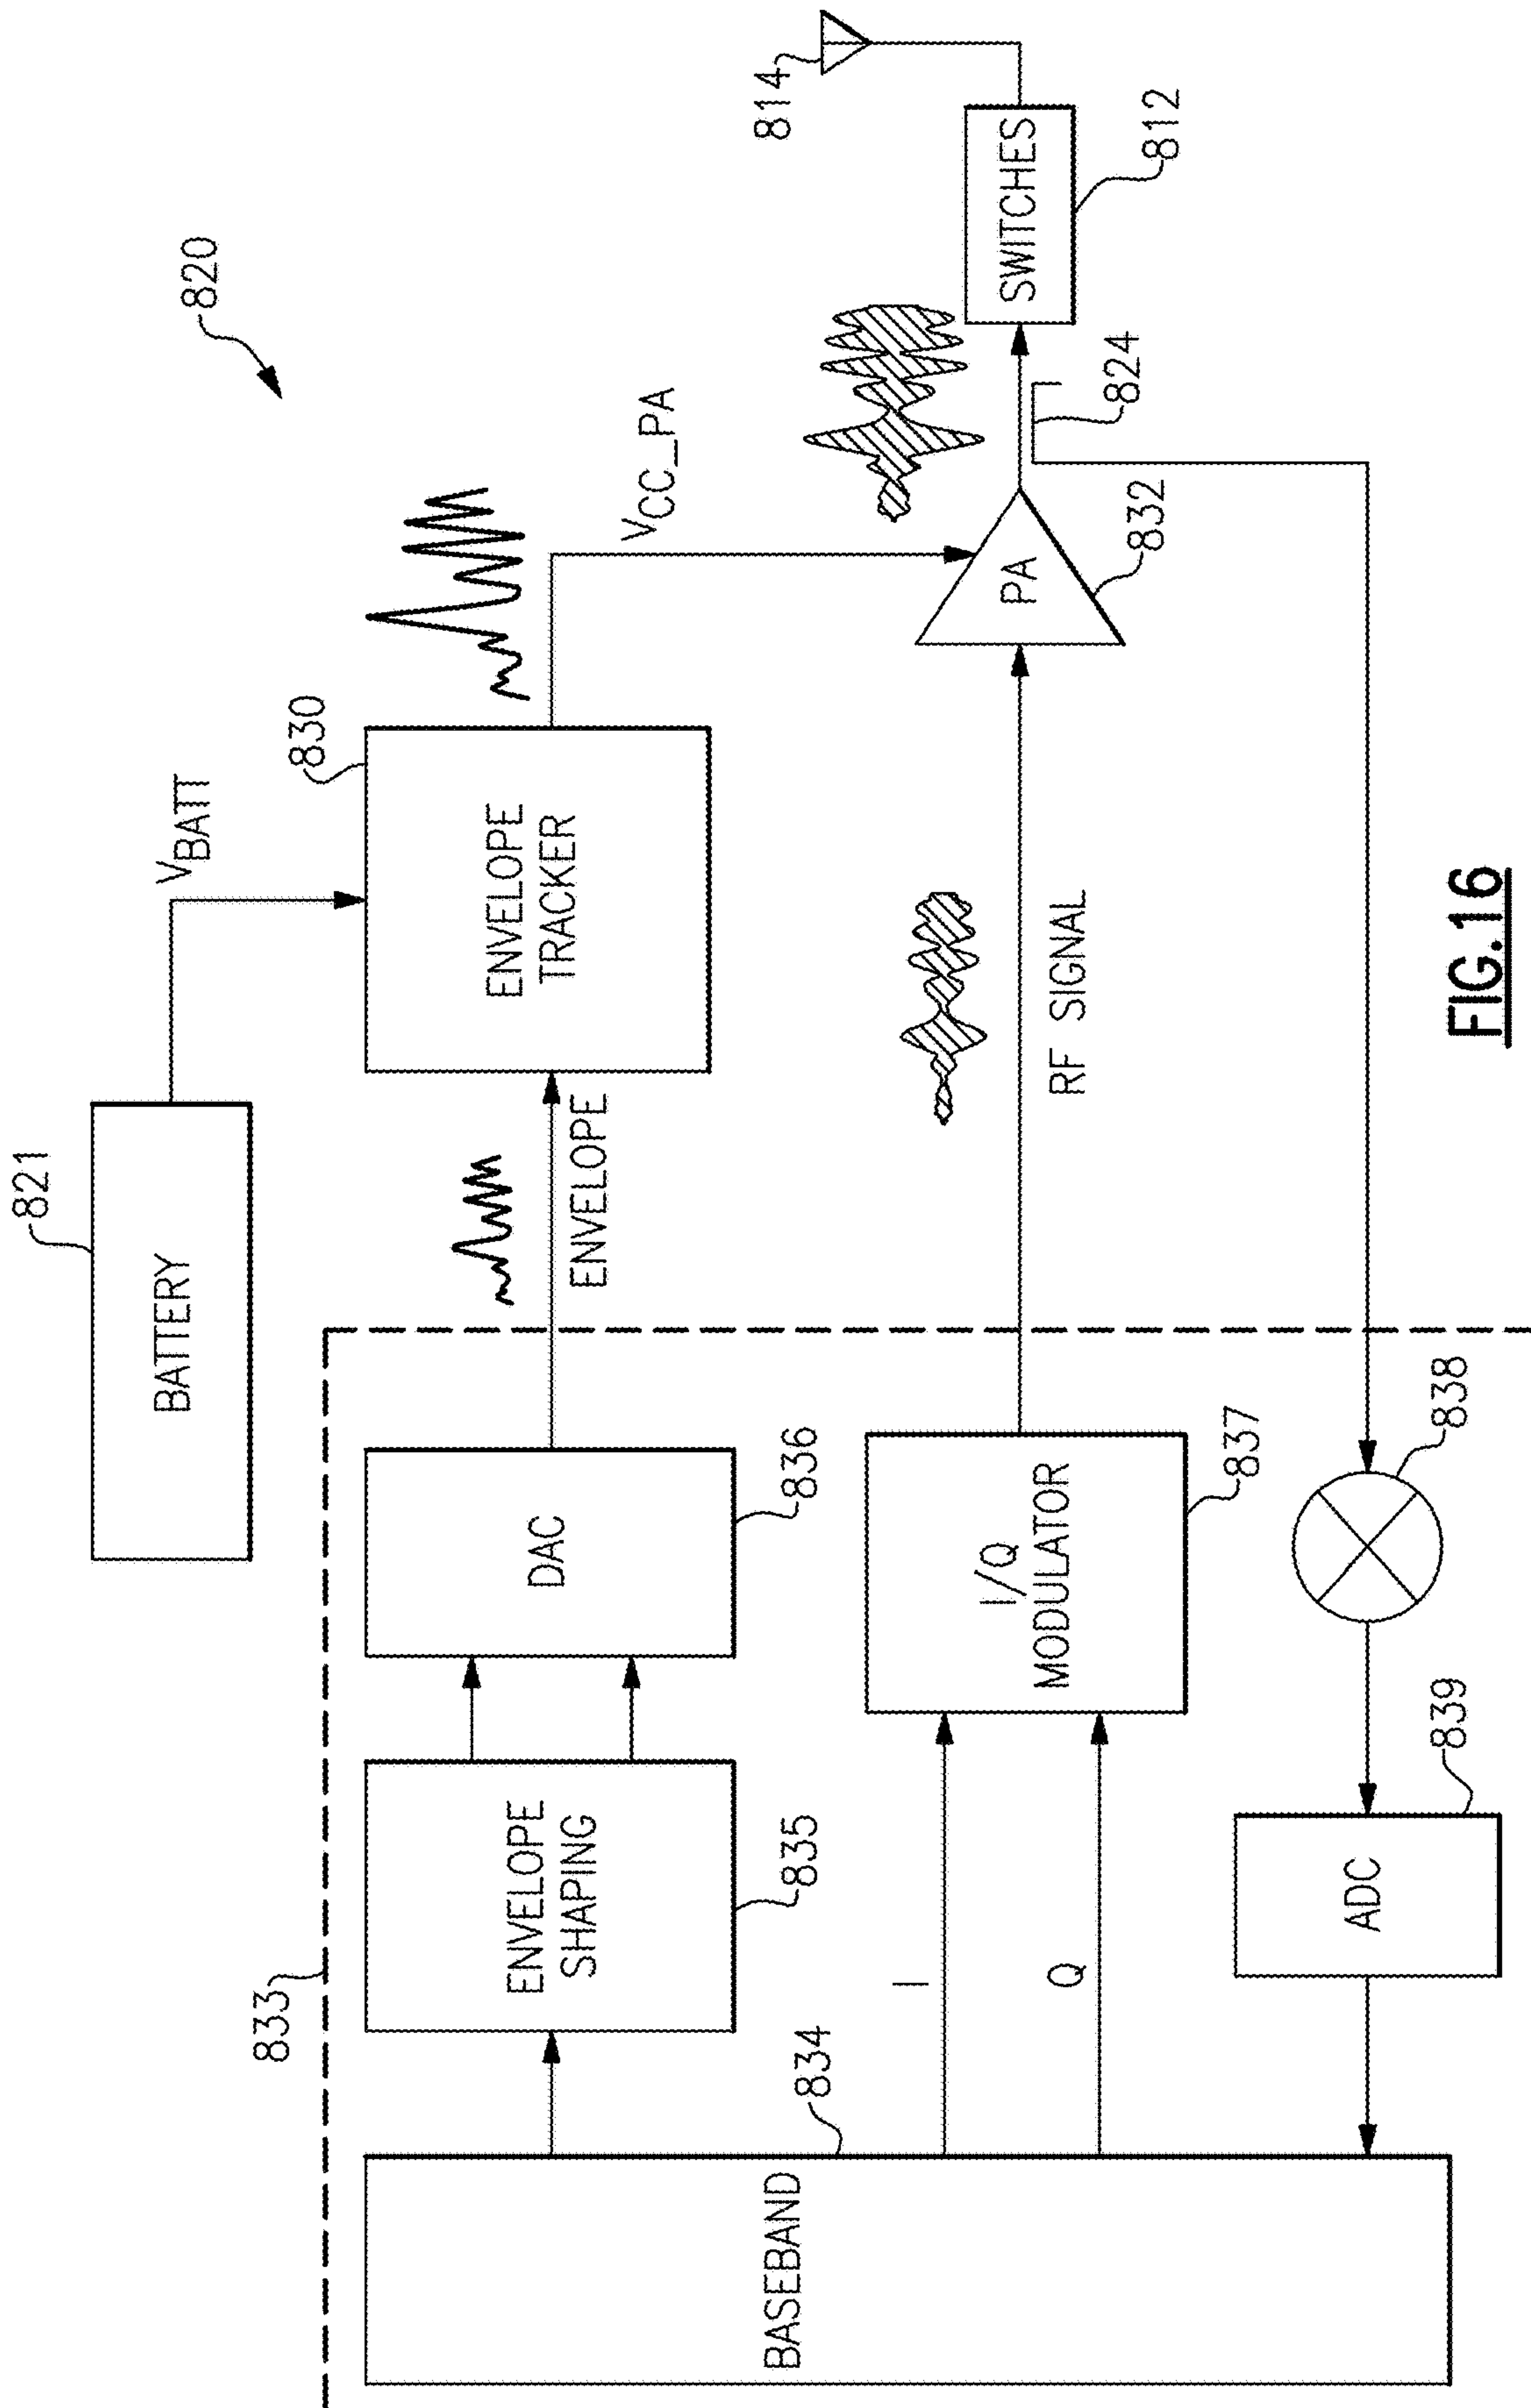 820
821
BATTERY
VBATT
830
ENVELOPE
TRACKER
VCC_PA
833
ENVELOPE
SHAPING
835
DAC
836
ENVELOPE
BASEBAND
834
I
Q
I/Q
MODULATOR
837
RF SIGNAL
PA
832
824
SWITCHES
812
814
838
ADC
839
FIG.16